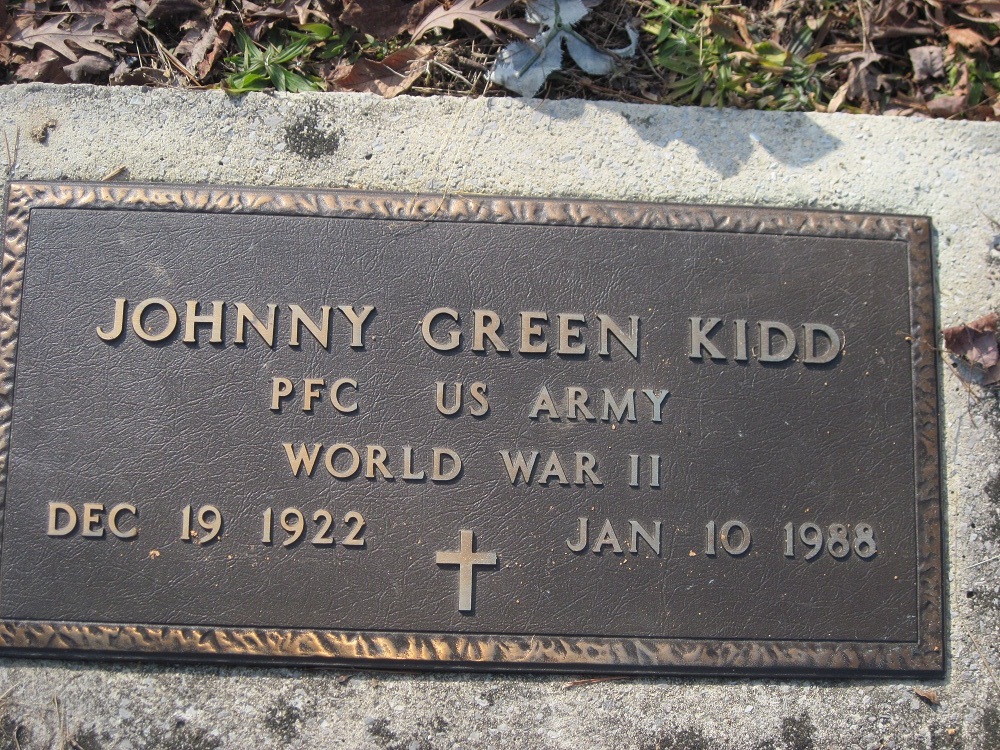 JOHNNY GREEN KIDD
PFC US ARMY
WORLD WAR II
DEC 19 1922 JAN 10 1988